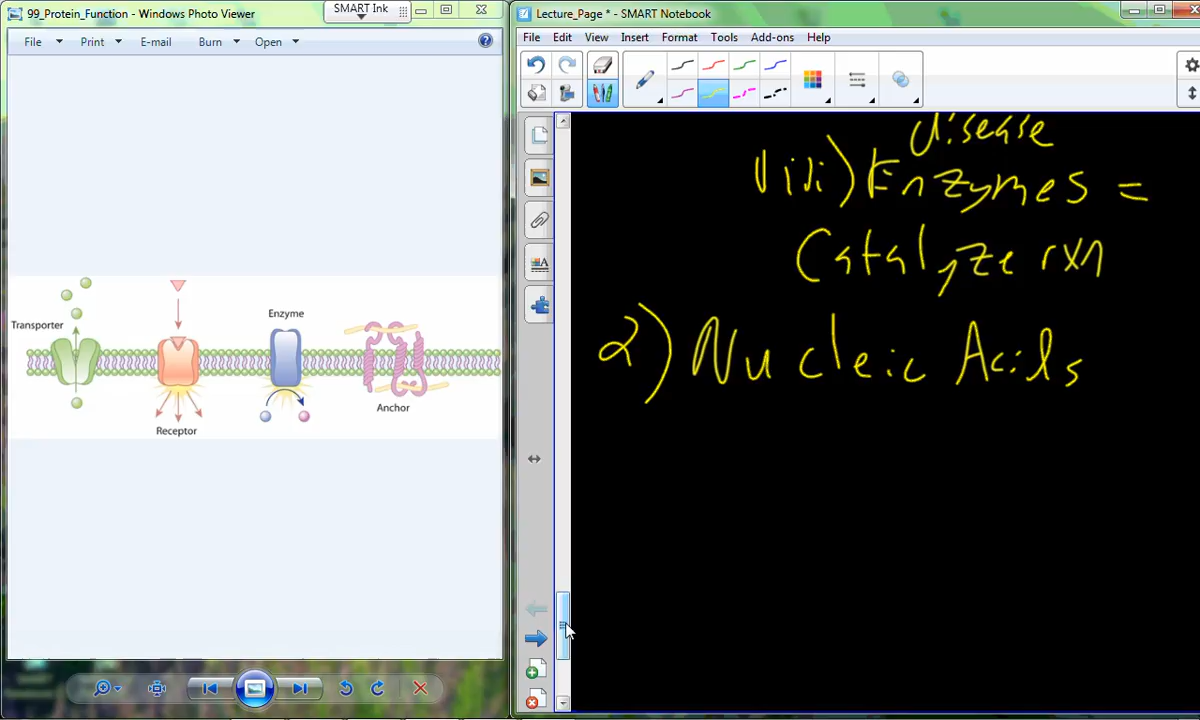 99_Protein_Function - Windows Photo Viewer
SMART Ink
File Print E-mail Burn Open
Transporter
Enzyme
Receptor
Anchor
Lecture_Page * - SMART Notebook
File Edit View Insert Format Tools Add-ons Help
disease
Viii) Enzymes =
Catalyze rxn
2) Nucleic Acids